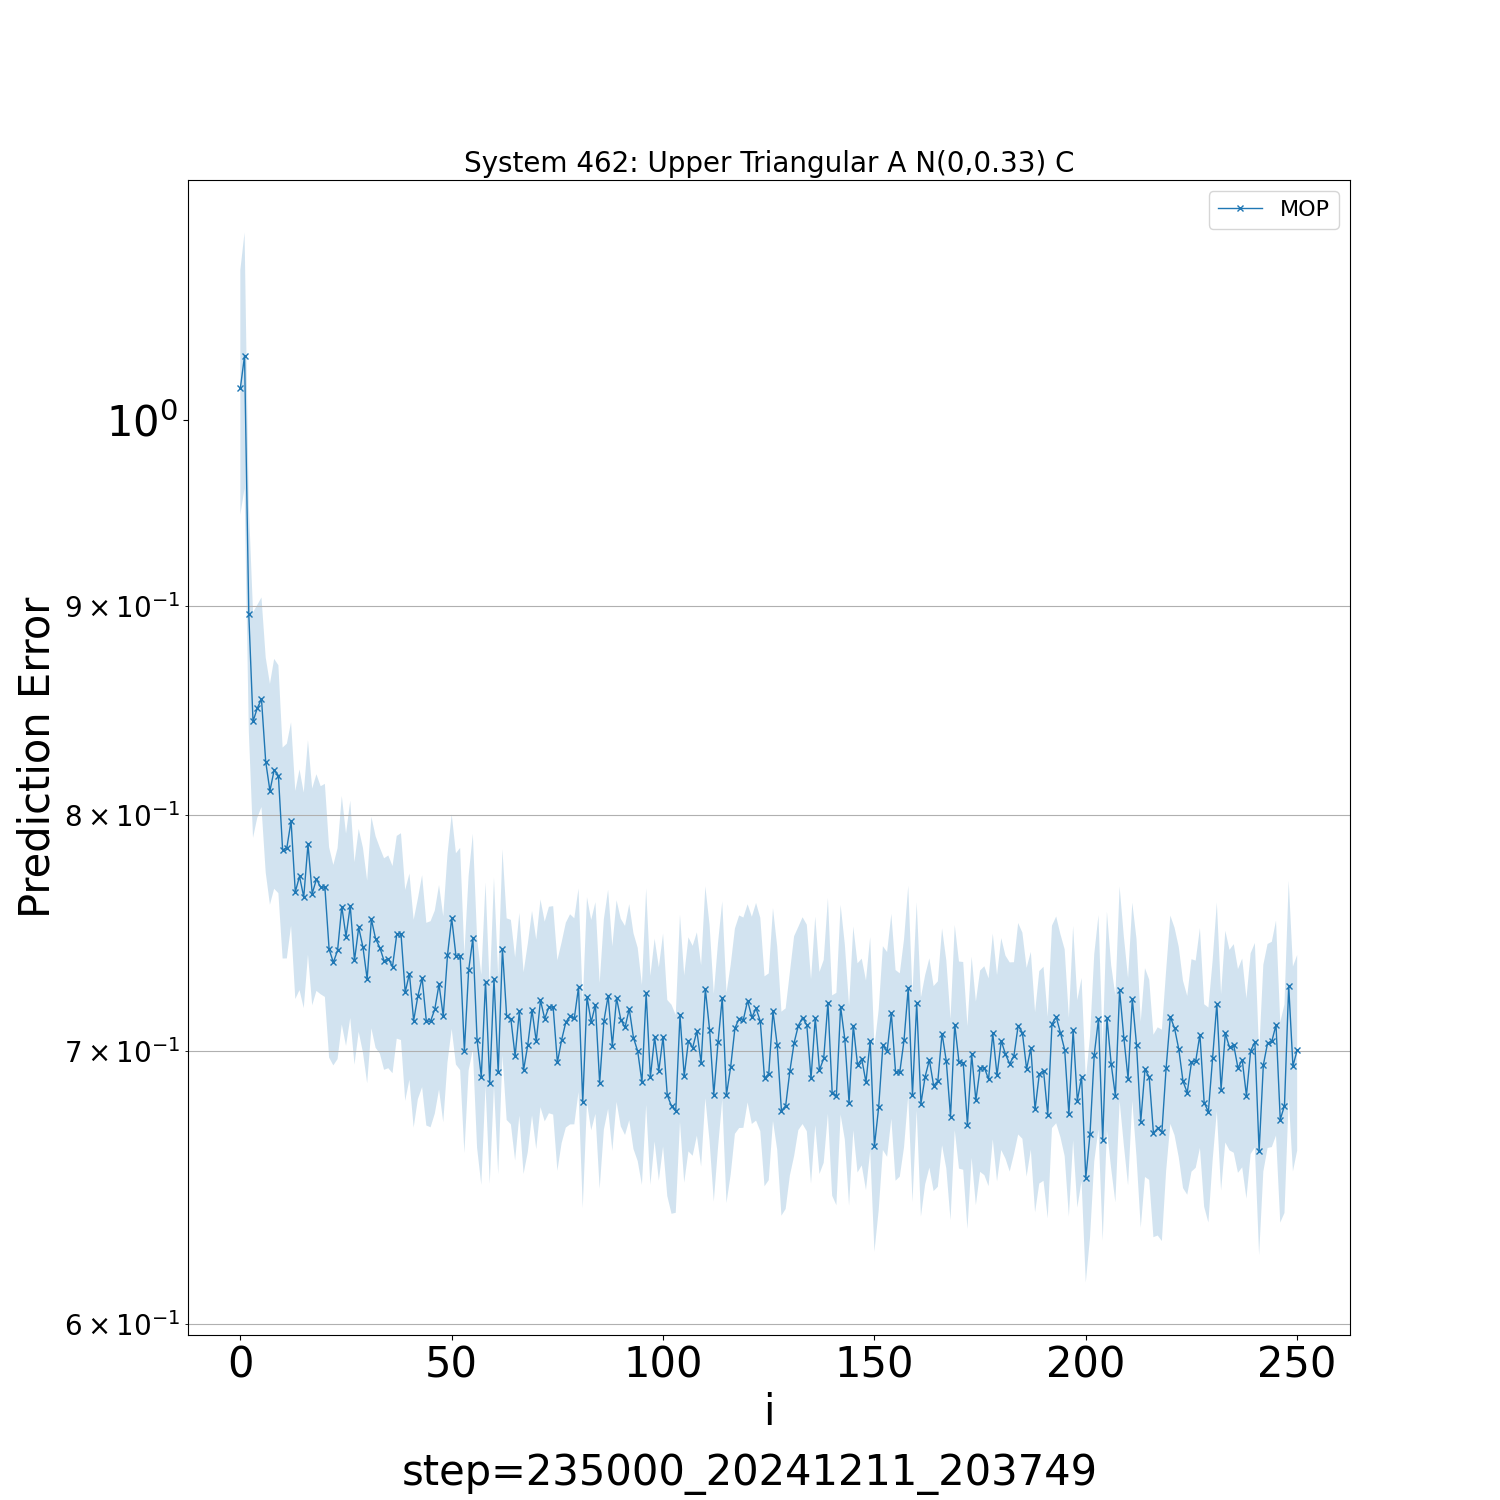 System 462: Upper Triangular A N(0,0.33) C
MOP
10⁰
9 × 10⁻¹
8 × 10⁻¹
7 × 10⁻¹
6 × 10⁻¹
Prediction Error
0 50 100 150 200 250
i
step=235000_20241211_203749